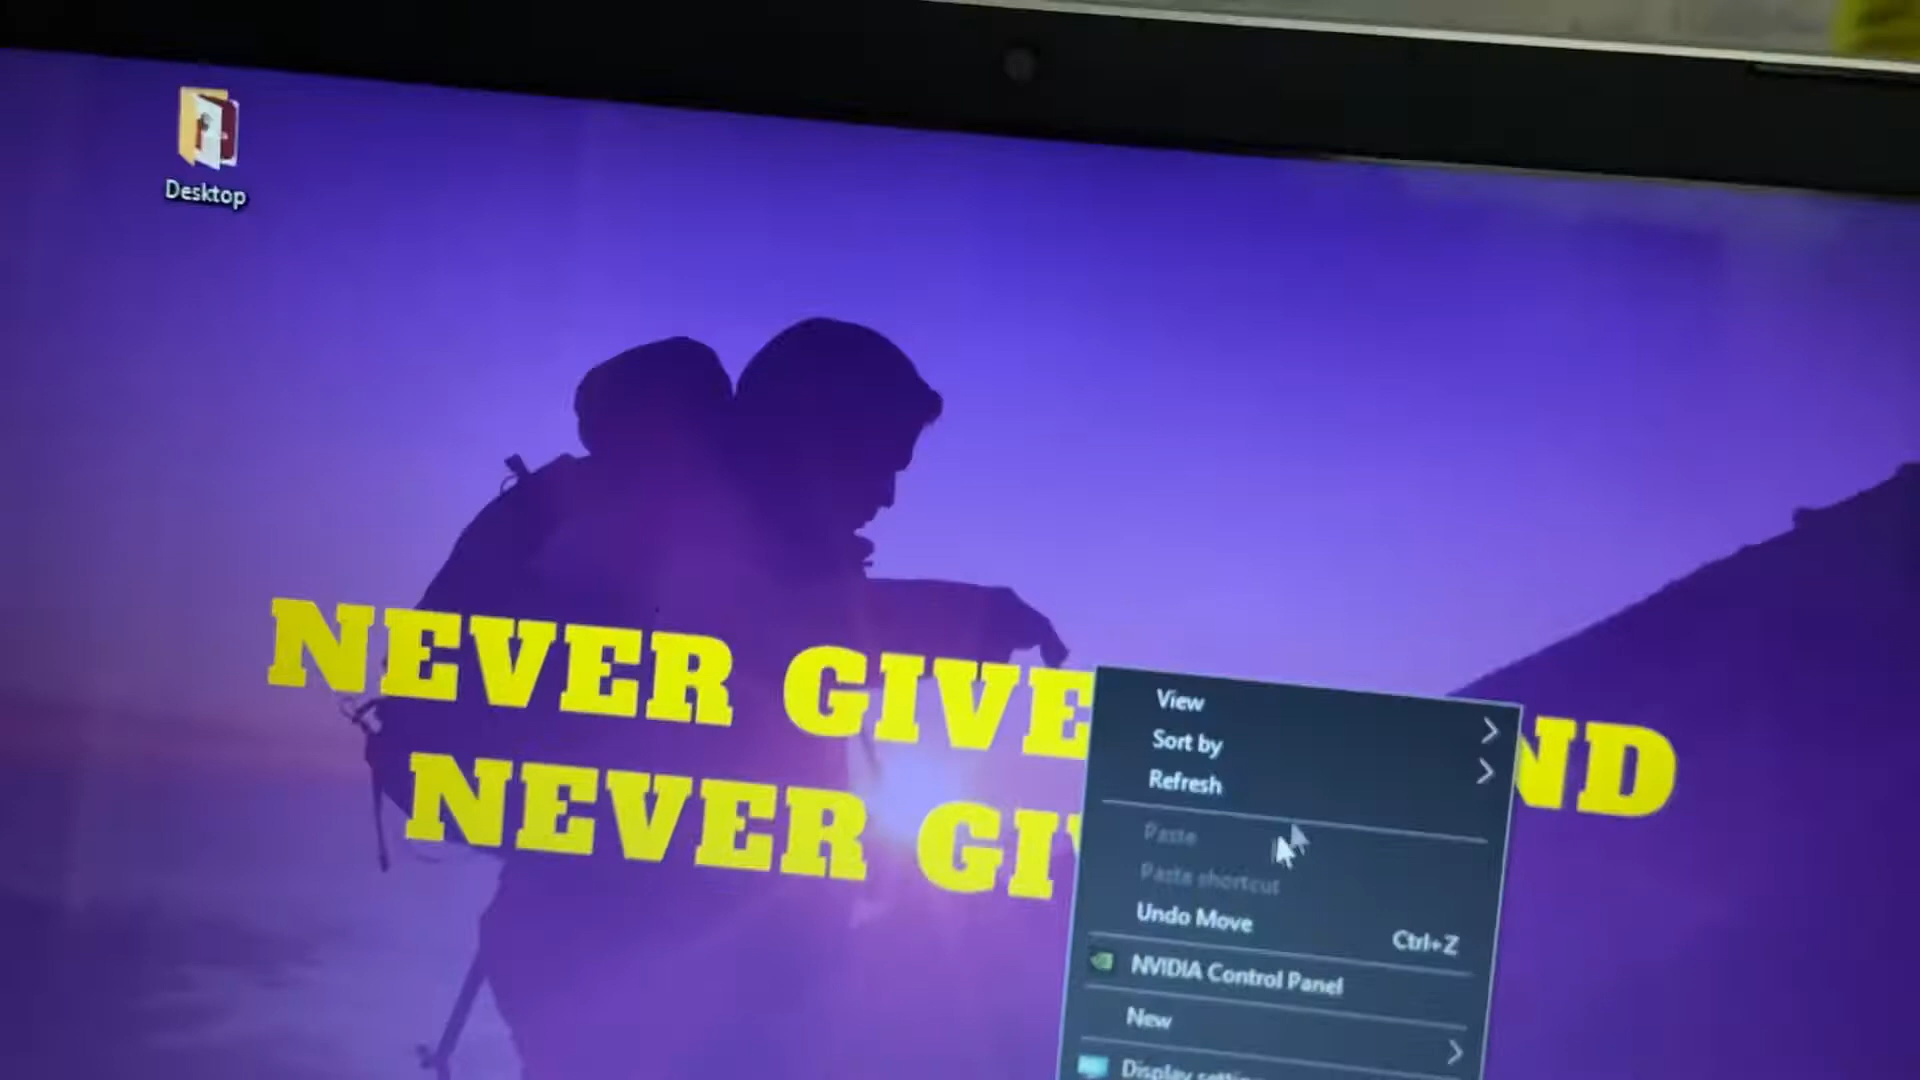 Desktop
NEVER GIVE ND
NEVER GI
View
Sort by
Refresh
Paste
Paste shortcut
Undo Move Ctrl+Z
NVIDIA Control Panel
New
Display